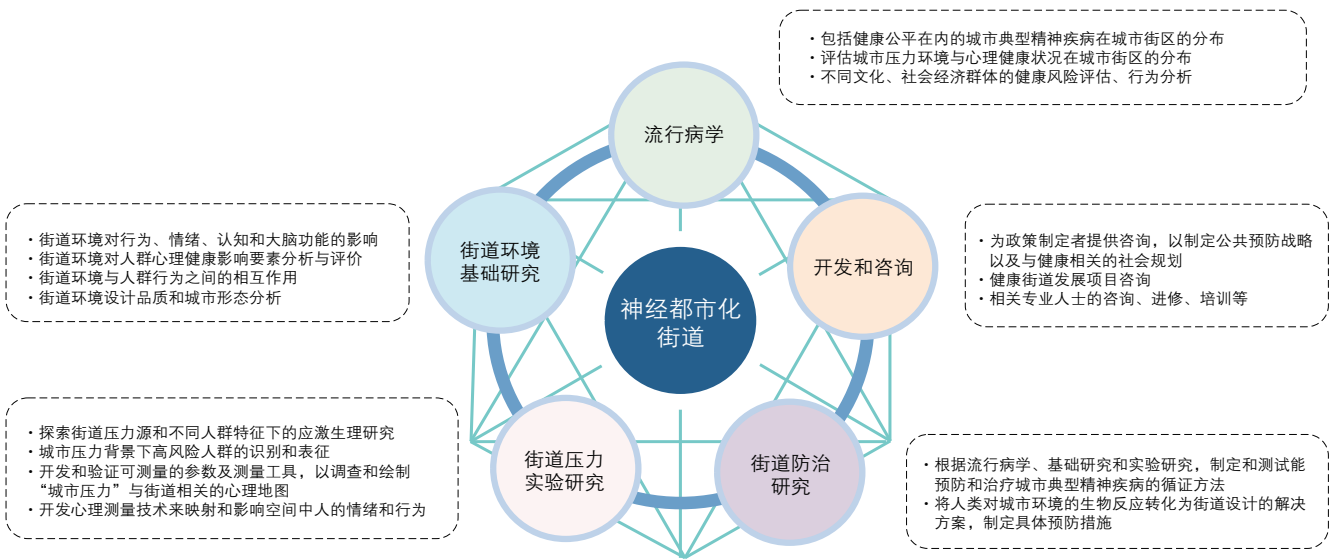 · 包括健康公平在内的城市典型精神疾病在城市街区的分布
· 评估城市压力环境与心理健康状况在城市街区的分布
· 不同文化、社会经济群体的健康风险评估、行为分析
流行病学
· 街道环境对行为、情绪、认知和大脑功能的影响
· 街道环境对人群心理健康影响要素分析与评价
· 街道环境与人群行为之间的相互作用
· 街道环境设计品质和城市形态分析
街道环境
基础研究
神经都市化
街道
开发和咨询
· 为政策制定者提供咨询，以制定公共预防战略
以及与健康相关的社会规划
· 健康街道发展项目咨询
· 相关专业人士的咨询、进修、培训等
· 探索街道压力源和不同人群特征下的应激生理研究
· 城市压力背景下高风险人群的识别和表征
· 开发和验证可测量的参数及测量工具，以调查和绘制
“城市压力”与街道相关的心理地图
· 开发心理测量技术来映射和影响空间中人的情绪和行为
街道压力
实验研究
街道防治
研究
· 根据流行病学、基础研究和实验研究，制定和测试能
预防和治疗城市典型精神疾病的循证方法
· 将人类对城市环境的生物反应转化为街道设计的解决
方案，制定具体预防措施